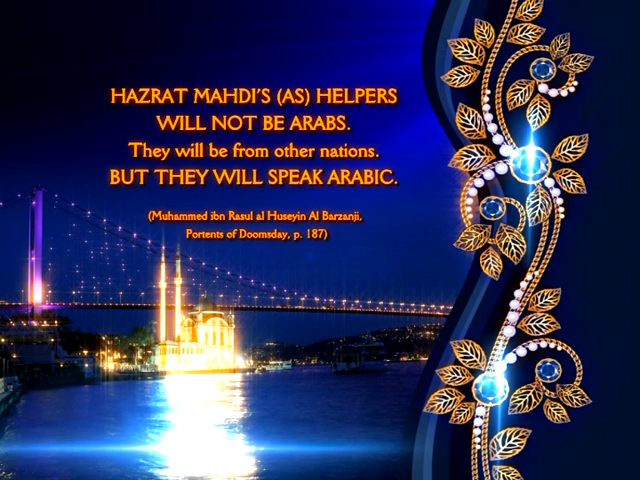 HAZRAT MAHDI'S (AS) HELPERS
WILL NOT BE ARABS.
They will be from other nations.
BUT THEY WILL SPEAK ARABIC.
(Muhammed ibn Rasul al Huseyin Al Barzanji,
Portents of Doomsday, p. 187)